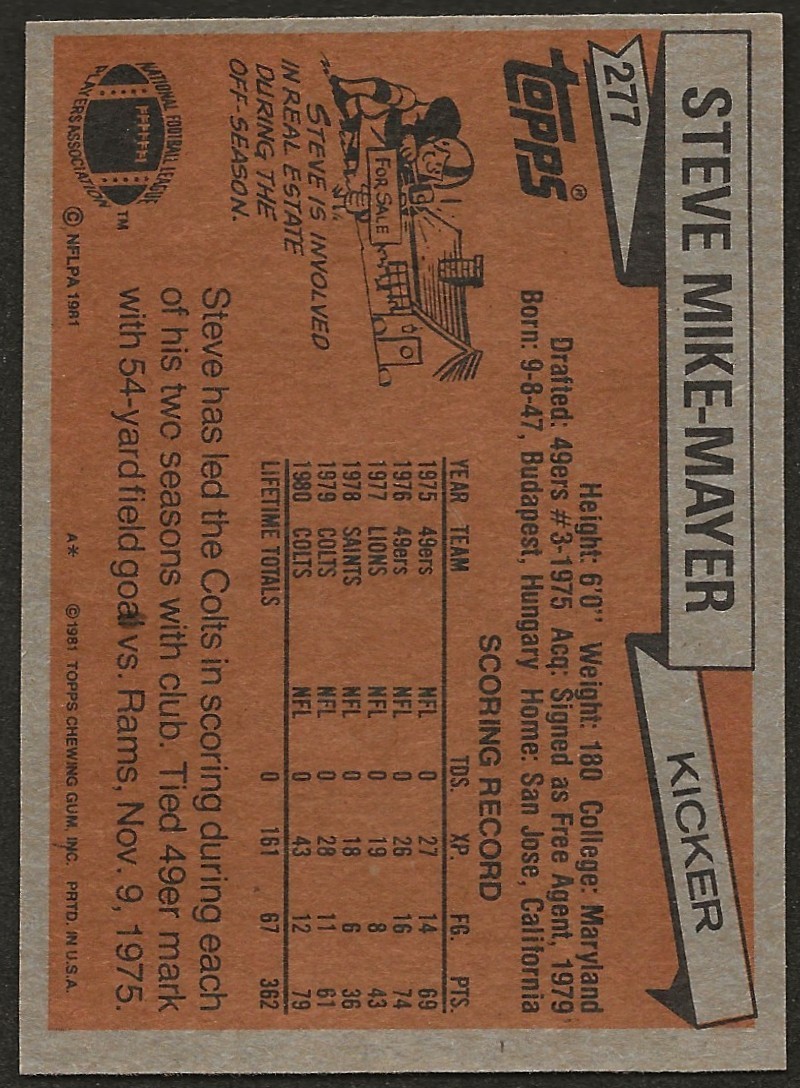 STEVE MIKE-MAYER
KICKER
277
topps®
Height: 6'0" Weight: 180 College: Maryland
Drafted: 49ers #3-1975 Acq: Signed as Free Agent, 1979
Born: 9-8-47, Budapest, Hungary Home: San Jose, California
SCORING RECORD
YEAR TEAM TDS. XP. FG. PTS.
1975 49ers NFL 0 27 14 69
1976 49ers NFL 0 26 16 74
1977 LIONS NFL 0 19 8 43
1978 SAINTS NFL 0 18 6 36
1979 COLTS NFL 0 28 11 61
1980 COLTS NFL 0 43 12 79
LIFETIME TOTALS 0 161 67 362
FOR SALE
STEVE IS INVOLVED
IN REAL ESTATE
DURING THE
OFF-SEASON.
Steve has led the Colts in scoring during each
of his two seasons with club. Tied 49er mark
with 54-yard field goal vs. Rams, Nov. 9, 1975.
NATIONAL FOOTBALL LEAGUE
PLAYERS ASSOCIATION
TM
© NFLPA 1981
A* ©1981 TOPPS CHEWING GUM, INC. PRTD. IN U.S.A.